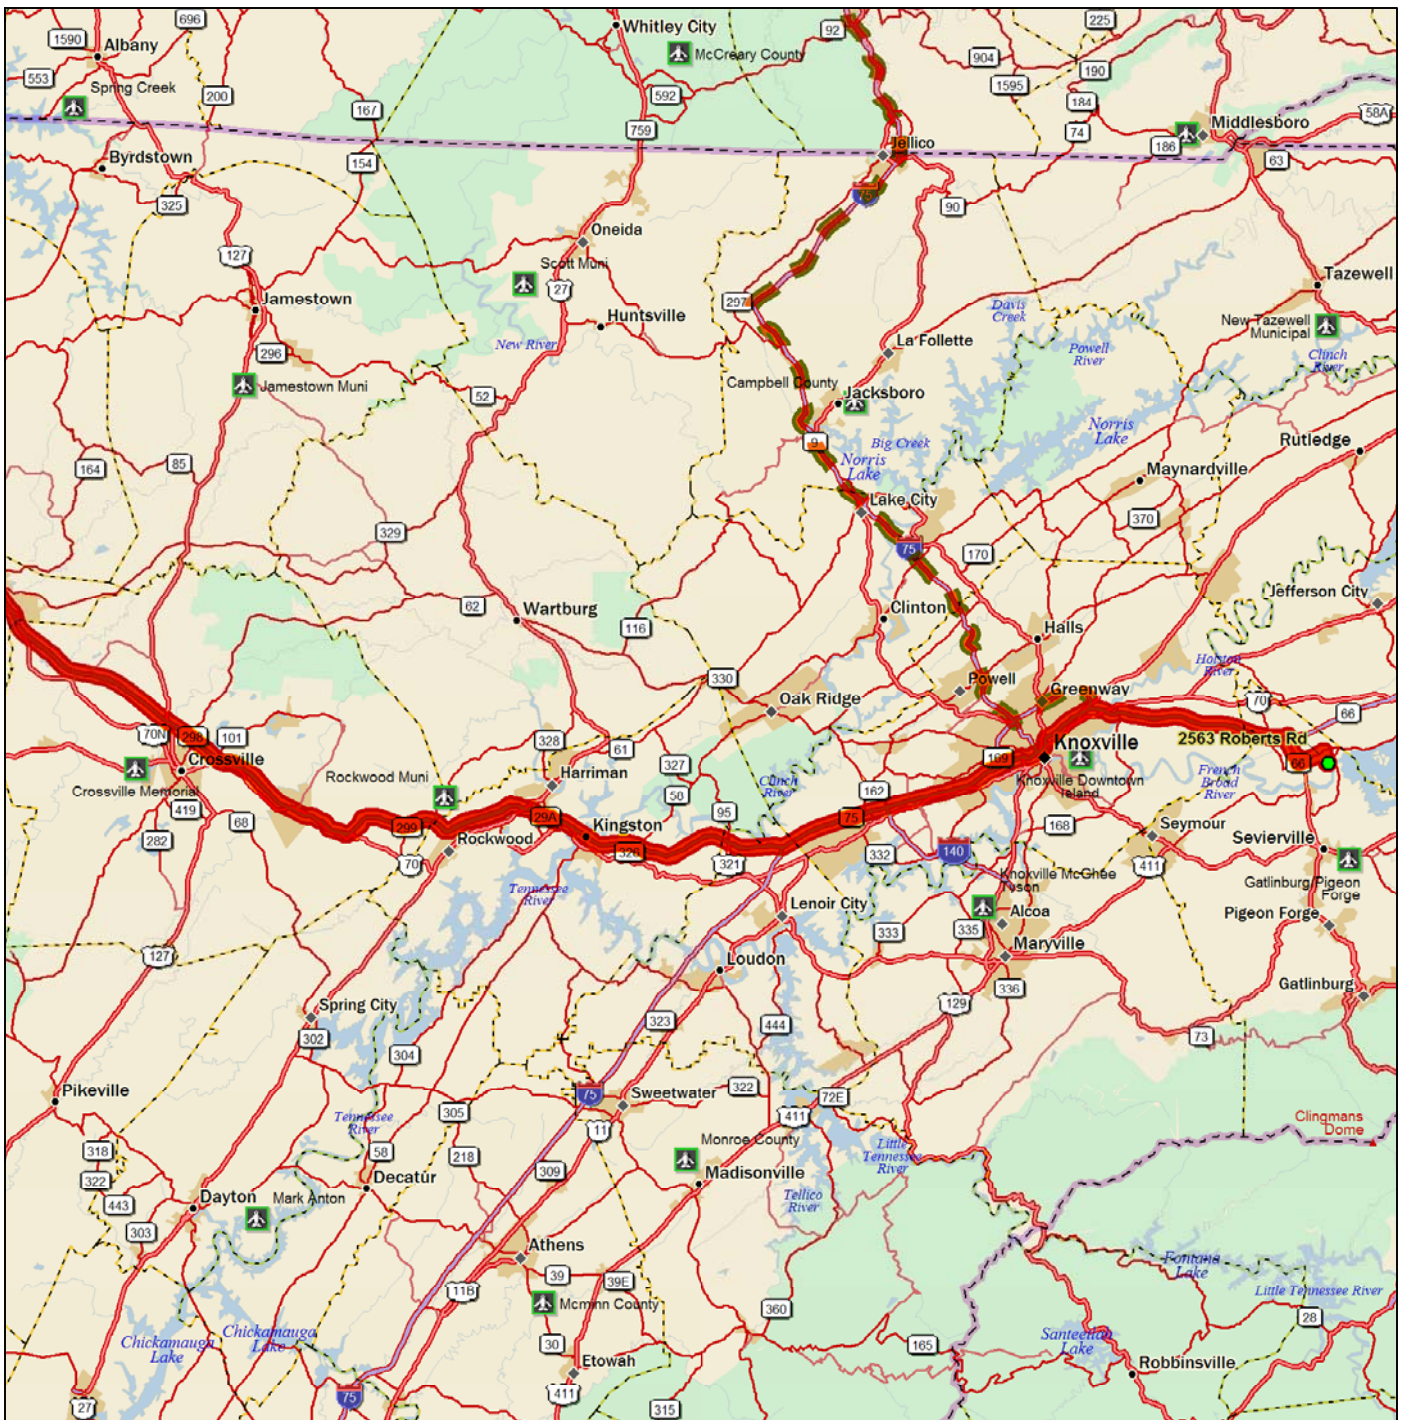 696
Whitley City
92
225
1590
Albany
McCreary County
904
190
553
Spring Creek
200
592
1595
184
167
759
74
58A
Middlesboro
186
Jellico
63
Byrdstown
154
325
75
90
Oneida
127
Scott Muni
27
Tazewell
Jamestown
297
Davis
Creek
Huntsville
New Tazewell
Municipal
New River
La Follette
Powell
River
Clinch
River
296
Jamestown Muni
Campbell County
Jacksboro
52
Norris
Lake
Rutledge
9
Big Creek
Norris
Lake
164
85
Maynardville
Lake City
370
329
75
170
Jefferson City
62
Wartburg
Clinton
116
Halls
Holston
River
330
Powell
Greenway
Oak Ridge
70
66
70N
298
101
328
61
2563 Roberts Rd
Knoxville
Crossville
327
169
66
Rockwood Muni
Harriman
Clinch
River
French
Broad
River
Crossville Memorial
58
162
Knoxville Downtown
Island
419
68
299
29A
Kingston
95
75
168
Seymour
282
Rockwood
326
332
140
Sevierville
70
321
411
Knoxville McGhee
Tyson
Gatlinburg/Pigeon
Forge
Tennessee
River
Lenoir City
Alcoa
Pigeon Forge
333
335
127
Maryville
Loudon
336
Gatlinburg
Spring City
129
323
444
302
73
304
Pikeville
75
Sweetwater
322
72E
305
411
Tennessee
River
11
Clingmans
Dome
318
58
218
Monroe County
Little
Tennessee
River
322
309
Decatur
Madisonville
443
Dayton
Mark Anton
Tellico
River
303
Athens
Fontana
Lake
39
39E
11B
Little Tennessee River
Mcminn County
360
28
Chickamauga
Lake
Chickamauga
Lake
30
165
Santeetlah
Lake
Etowah
Robbinsville
75
411
27
315